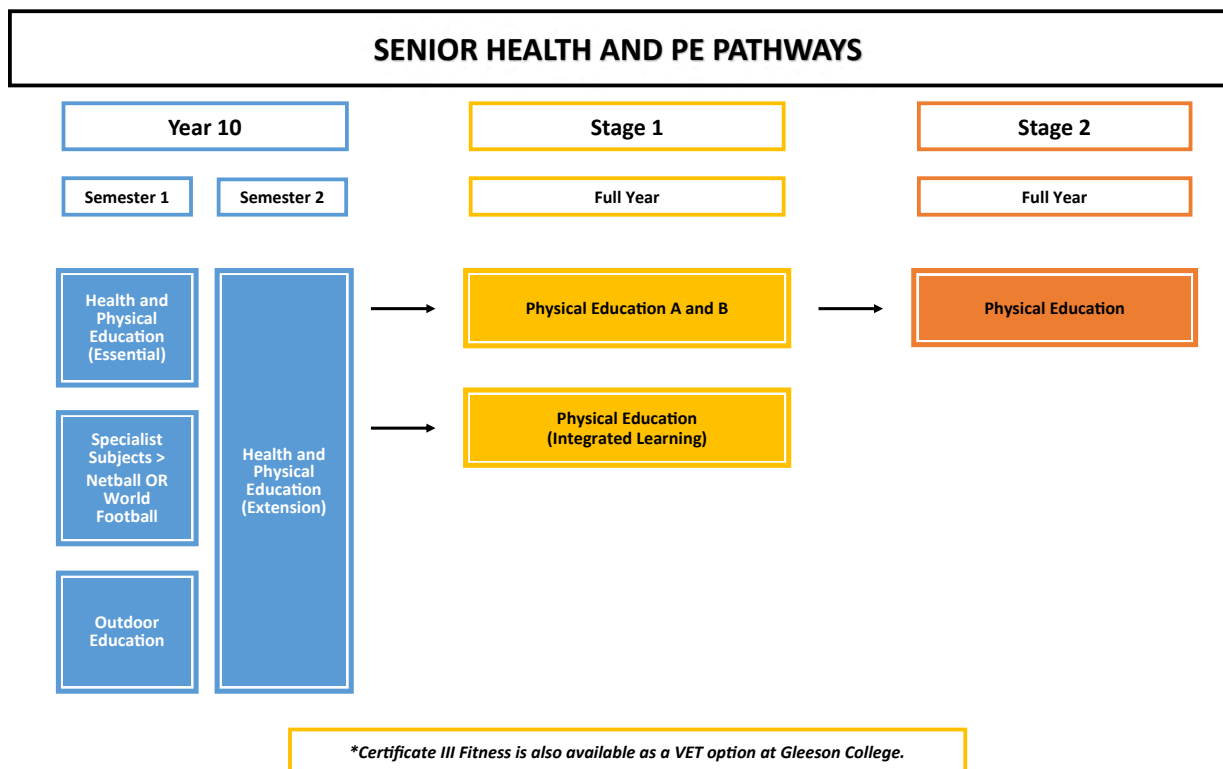 SENIOR HEALTH AND PE PATHWAYS
Year 10
Stage 1
Stage 2
Semester 1
Semester 2
Full Year
Full Year
Health and
Physical
Education
(Essential)
Specialist
Subjects >
Netball OR
World
Football
Outdoor
Education
Health and
Physical
Education
(Extension)
Physical Education A and B
Physical Education
(Integrated Learning)
Physical Education
*Certificate III Fitness is also available as a VET option at Gleeson College.